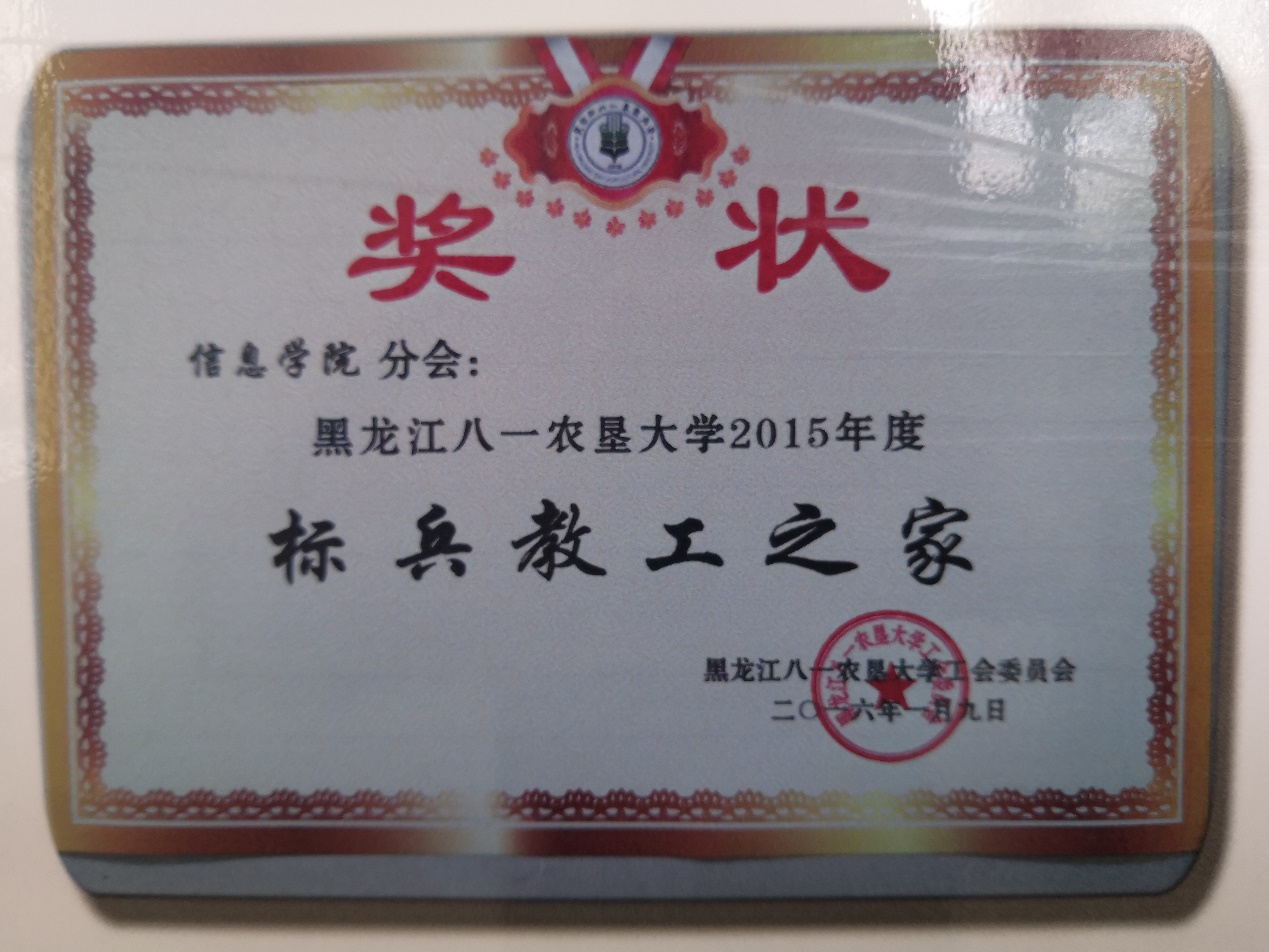 奖 状
信息学院 分会：
黑龙江八一农垦大学2015年度
标兵教工之家
黑龙江八一农垦大学工会委员会
二〇一六年一月九日